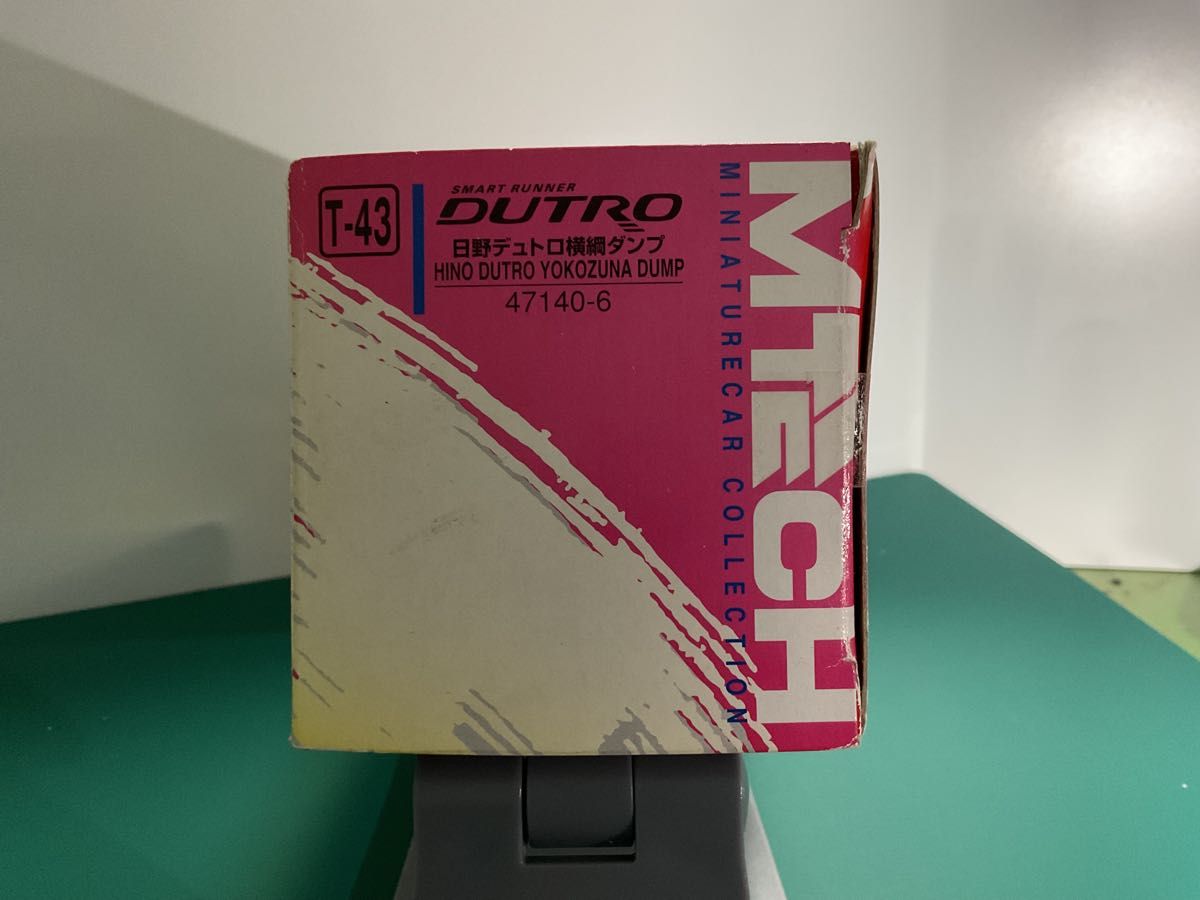 T-43
SMART RUNNER
DUTRO
日野デュトロ横綱ダンプ
HINO DUTRO YOKOZUNA DUMP
47140-6
MTECH
MINIATURECAR COLLECTION